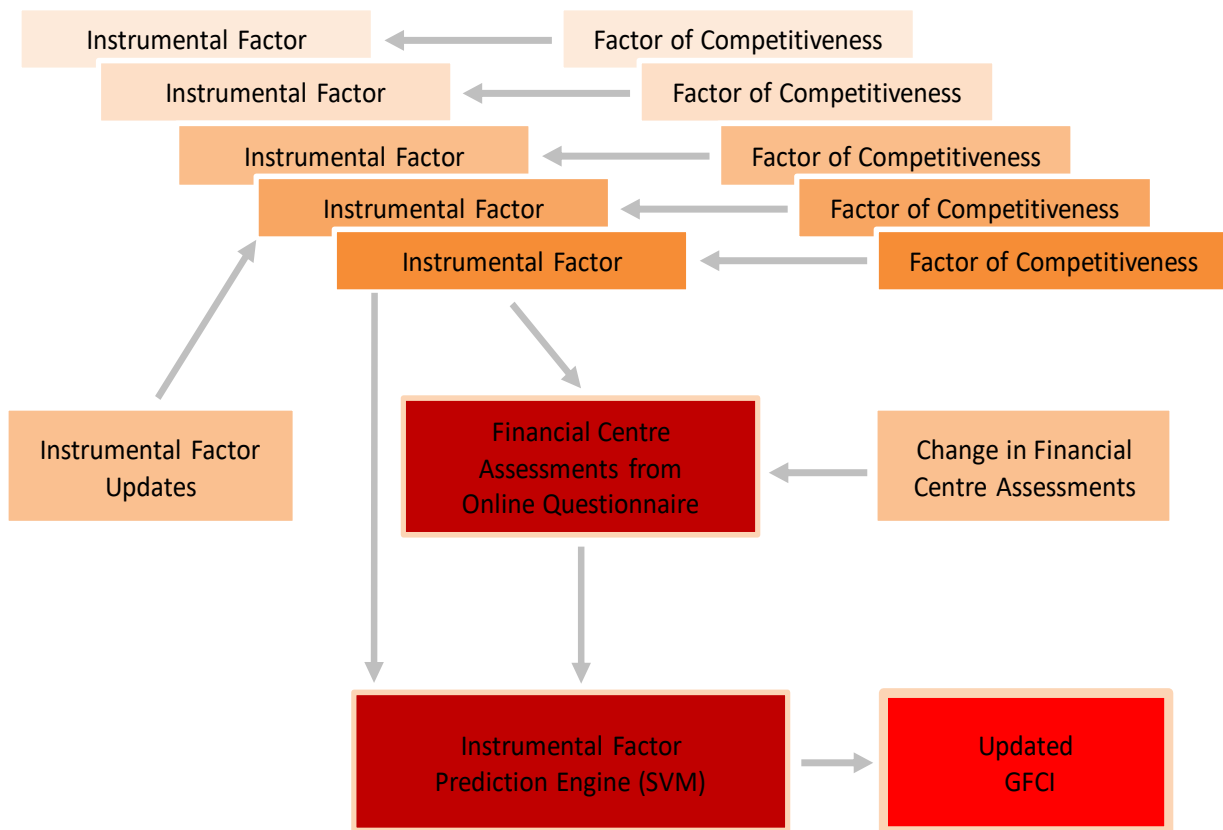 Instrumental Factor
Factor of Competitiveness
Instrumental Factor
Factor of Competitiveness
Instrumental Factor
Factor of Competitiveness
Instrumental Factor
Factor of Competitiveness
Instrumental Factor
Factor of Competitiveness
Instrumental Factor
Updates
Financial Centre
Assessments from
Online Questionnaire
Change in Financial
Centre Assessments
Instrumental Factor
Prediction Engine (SVM)
Updated
GFCI